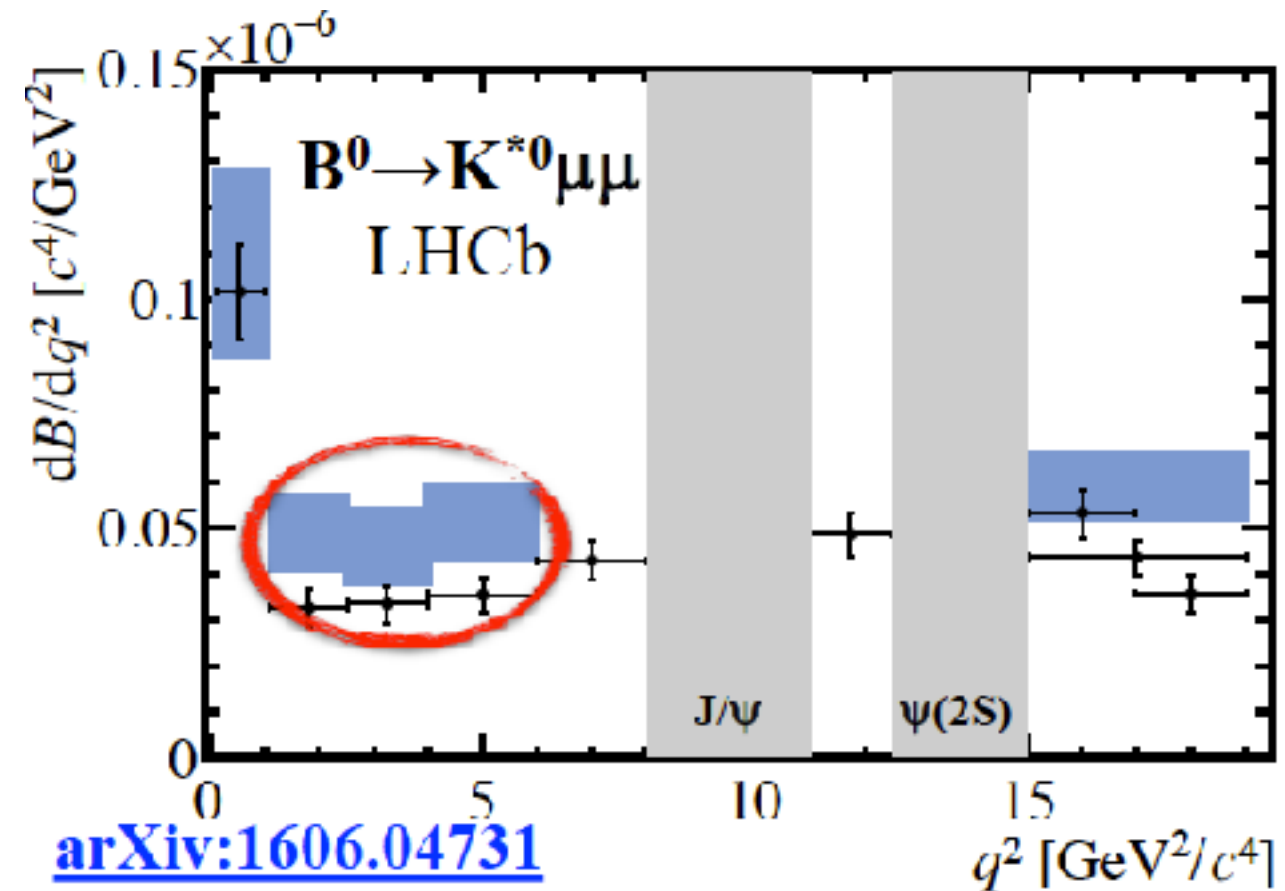 ×10⁻⁶
0.15
B⁰→K*⁰μμ
LHCb
0.1
0.05
0
J/ψ
ψ(2S)
0 5 10 15
dB/dq² [c⁴/GeV²]
arXiv:1606.04731
q² [GeV²/c⁴]